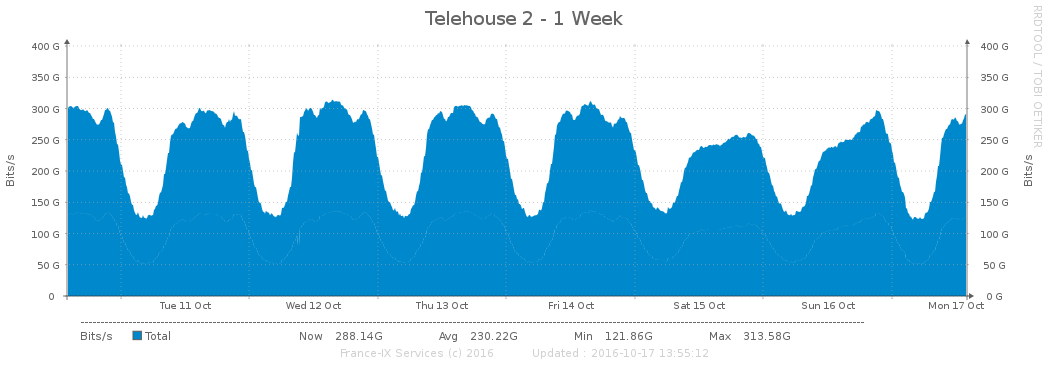 Telehouse 2 - 1 Week
RRDTOOL / TOBI OETIKER
Bits/s
400 G
350 G
300 G
250 G
200 G
150 G
100 G
50 G
0
400 G
350 G
300 G
250 G
200 G
150 G
100 G
50 G
0 G
Bits/s
Tue 11 Oct Wed 12 Oct Thu 13 Oct Fri 14 Oct Sat 15 Oct Sun 16 Oct Mon 17 Oct
Bits/s Total Now 288.14G Avg 230.22G Min 121.86G Max 313.58G
France-IX Services (c) 2016 Updated : 2016-10-17 13:55:12